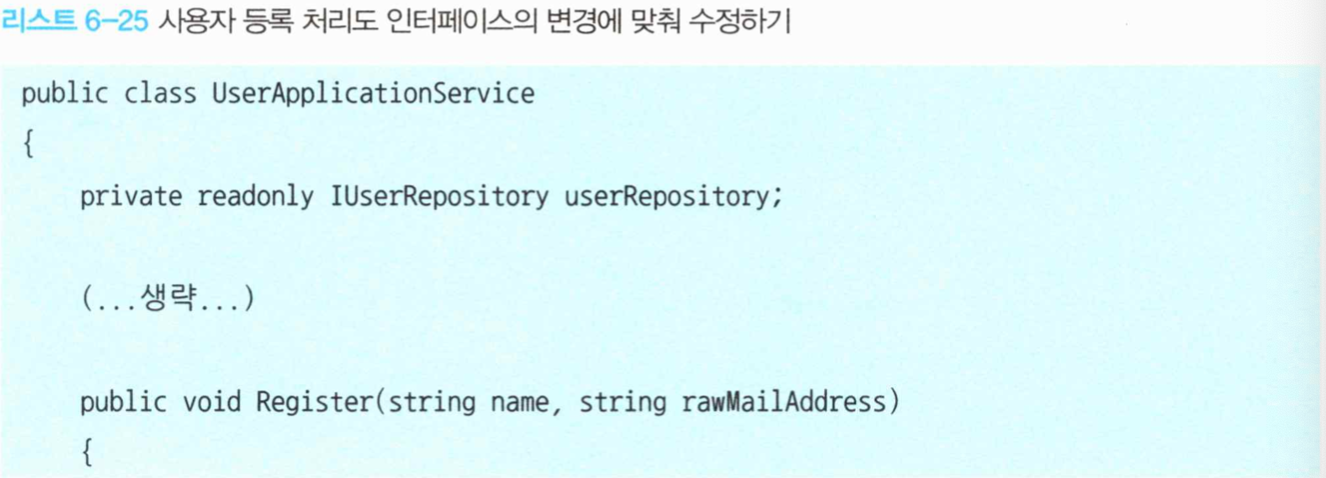 리스트 6-25 사용자 등록 처리도 인터페이스의 변경에 맞춰 수정하기
public class UserApplicationService
{
    private readonly IUserRepository userRepository;
    (...생략...)
    public void Register(string name, string rawMailAddress)
    {